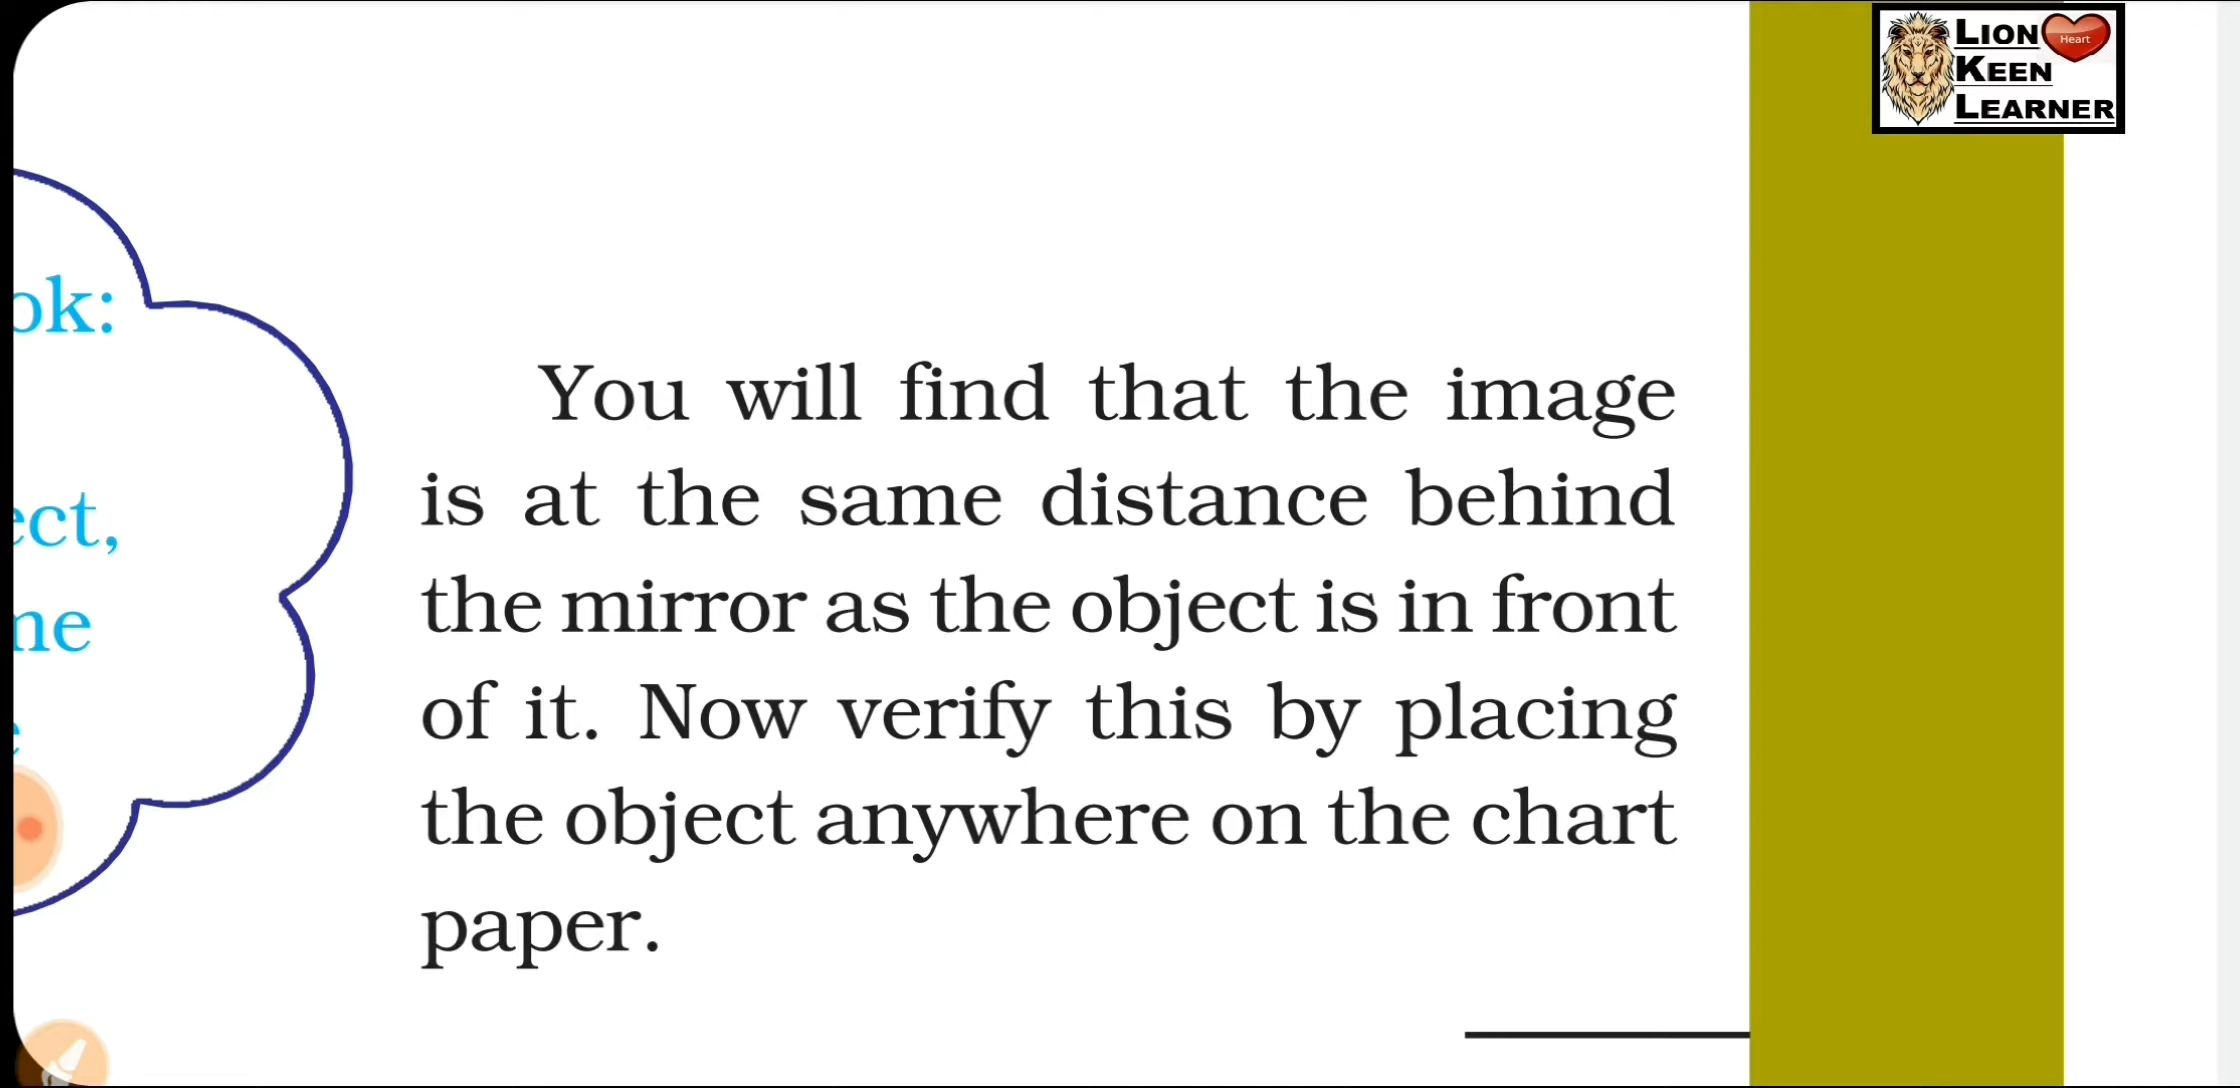 LION Heart
KEEN
LEARNER
ok:
ect,
me
You will find that the image
is at the same distance behind
the mirror as the object is in front
of it. Now verify this by placing
the object anywhere on the chart
paper.